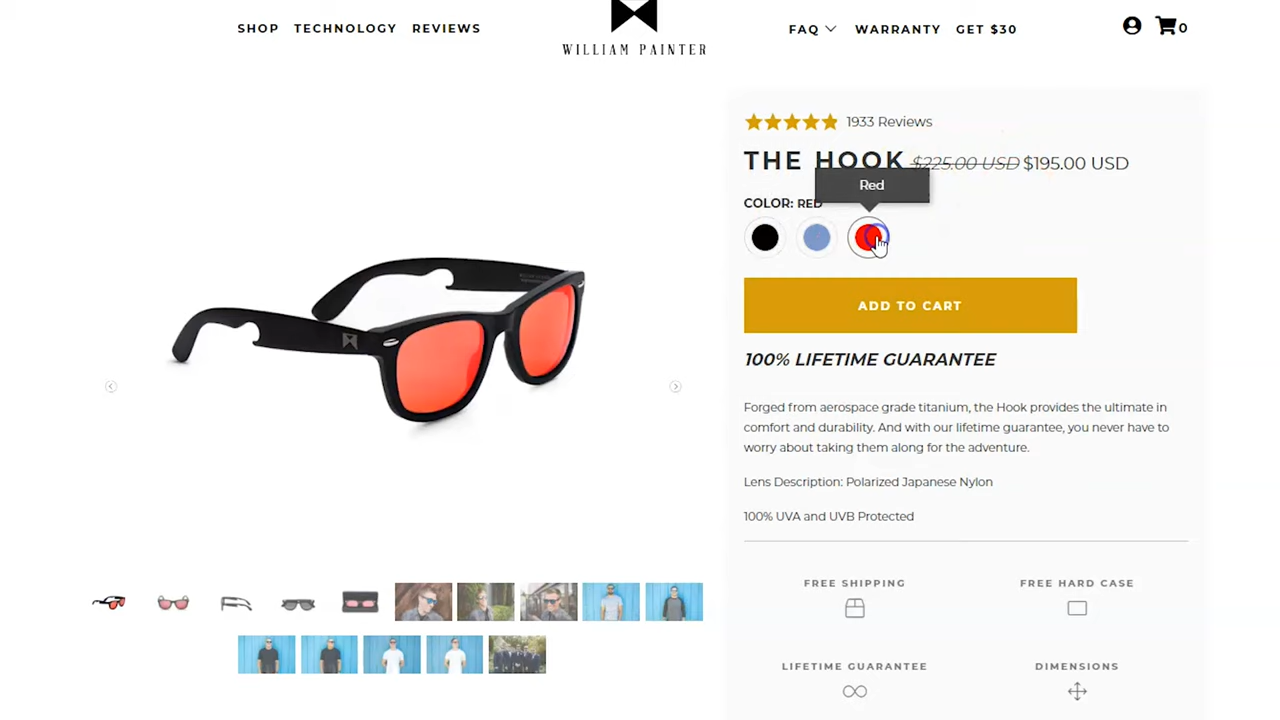 SHOP TECHNOLOGY REVIEWS
WILLIAM PAINTER
FAQ WARRANTY GET $30
0
1933 Reviews
THE HOOK $225.00 USD $195.00 USD
Red
COLOR: RED
ADD TO CART
100% LIFETIME GUARANTEE
Forged from aerospace grade titanium, the Hook provides the ultimate in
comfort and durability. And with our lifetime guarantee, you never have to
worry about taking them along for the adventure.
Lens Description: Polarized Japanese Nylon
100% UVA and UVB Protected
FREE SHIPPING
FREE HARD CASE
LIFETIME GUARANTEE
DIMENSIONS